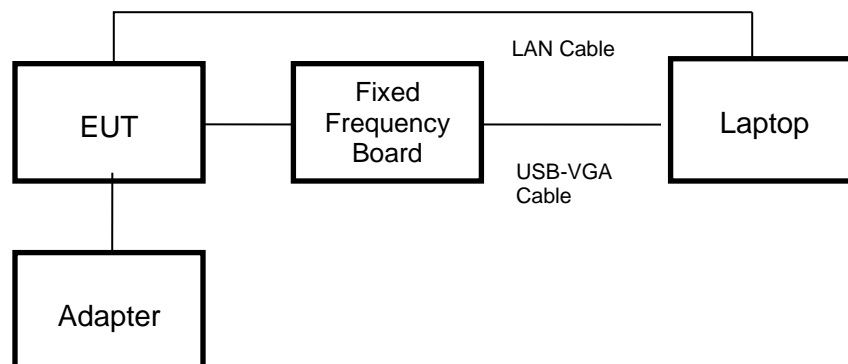 LAN Cable
EUT
Fixed
Frequency
Board
Laptop
USB-VGA
Cable
Adapter